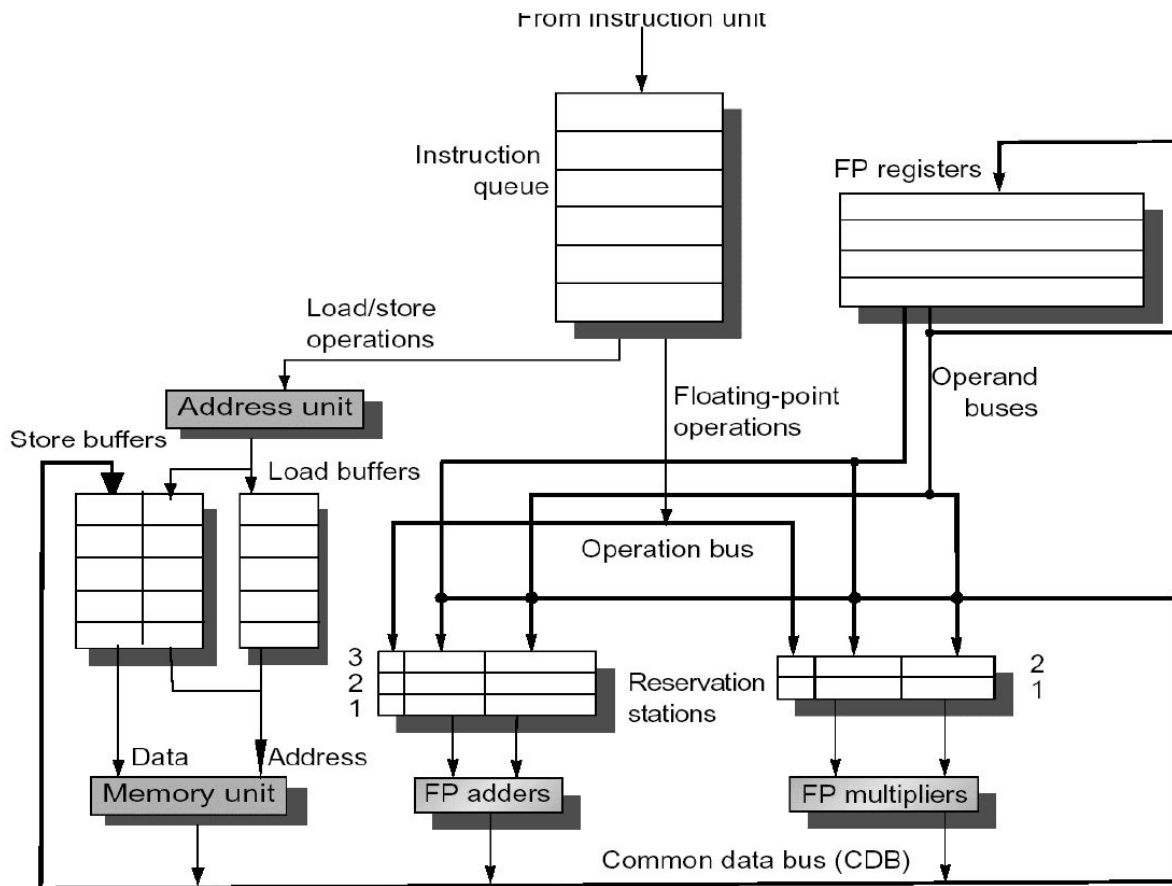 From instruction unit
Instruction
queue
FP registers
Load/store
operations
Address unit
Floating-point
operations
Operand
buses
Store buffers
Load buffers
Operation bus
3
2
1
Reservation
stations
2
1
Data
Address
Memory unit
FP adders
FP multipliers
Common data bus (CDB)